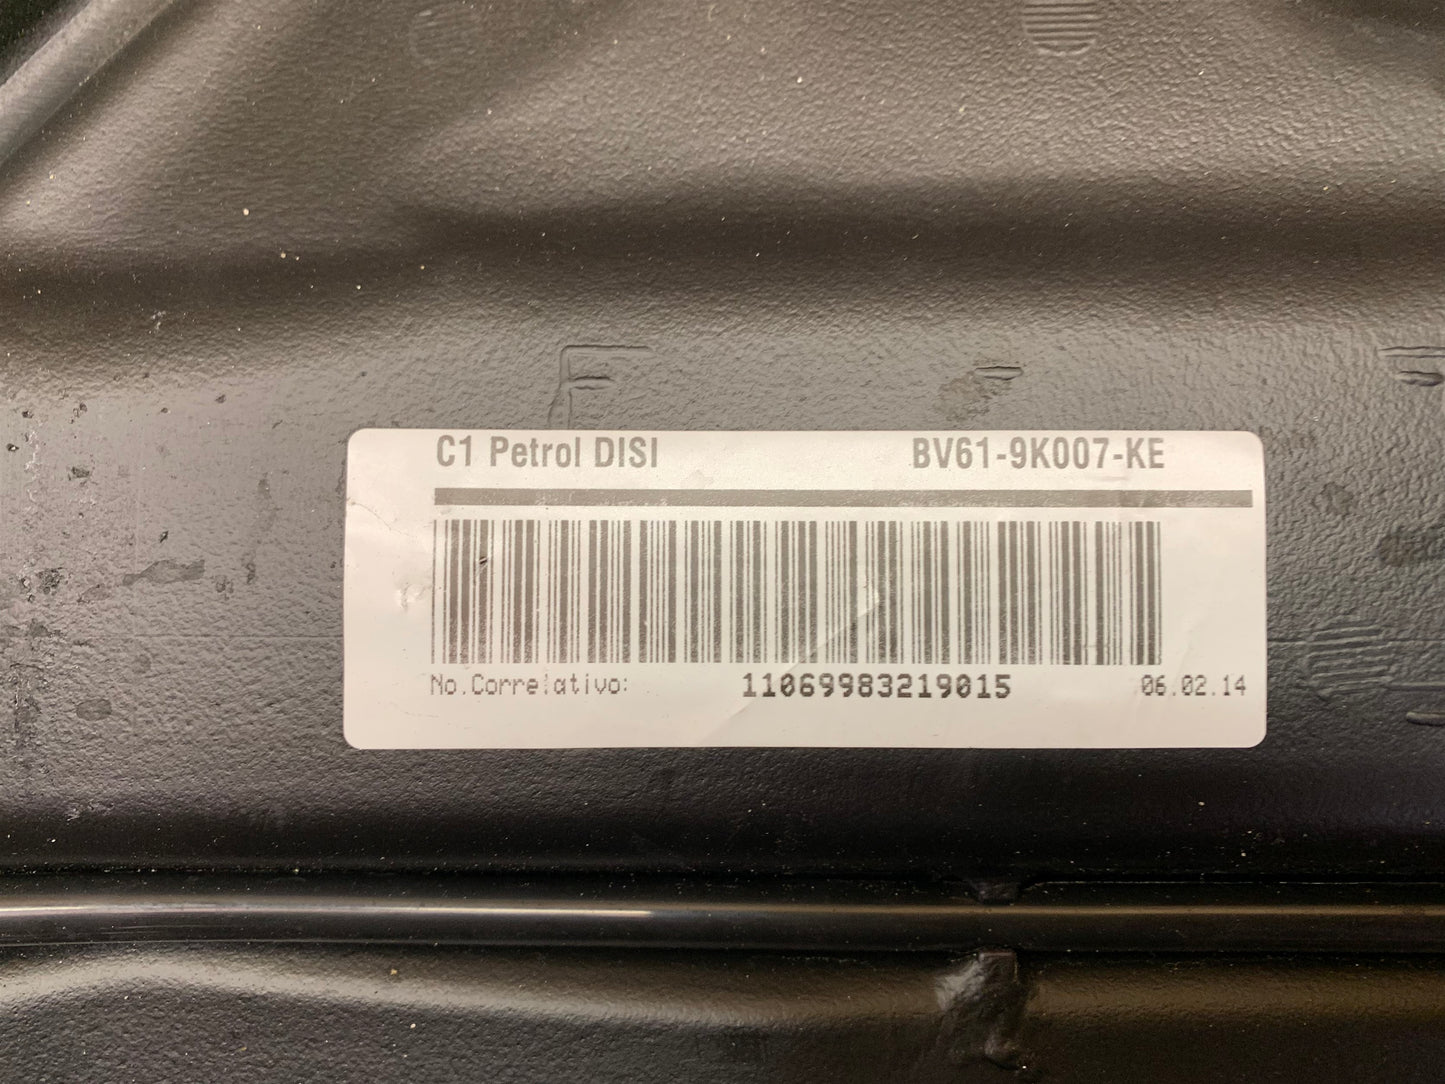 C1 Petrol DISI BV61-9K007-KE
No.Correlativo: 11069983219015 06.02.14